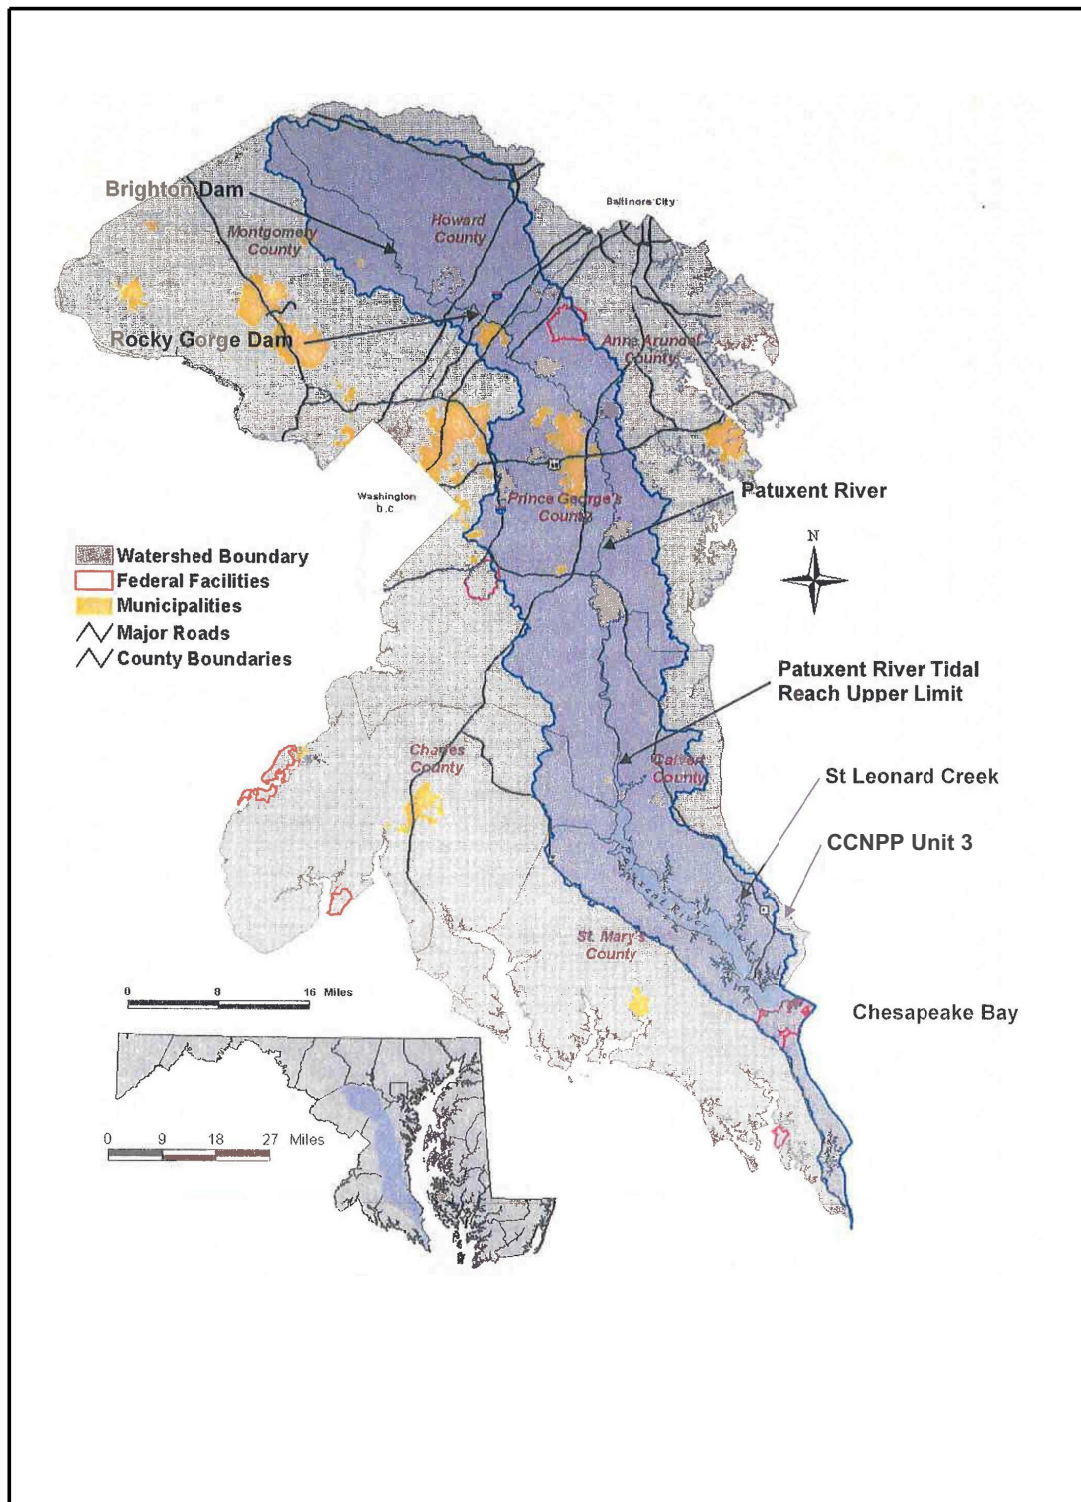 Brighton Dam
Baltinore City
Howard
County
Montgomery
County
Rocky Gorge Dam
Anne Arundel
County
Patuxent River
Washington
b.c
Prince George's
County
N
Watershed Boundary
Federal Facilities
Municipalities
Major Roads
County Boundaries
Patuxent River Tidal
Reach Upper Limit
Charles
County
Calvert
County
St Leonard Creek
CCNPP Unit 3
Patuxent River
St. Mary's
County
0 8 16 Miles
Chesapeake Bay
0 9 18 27 Miles